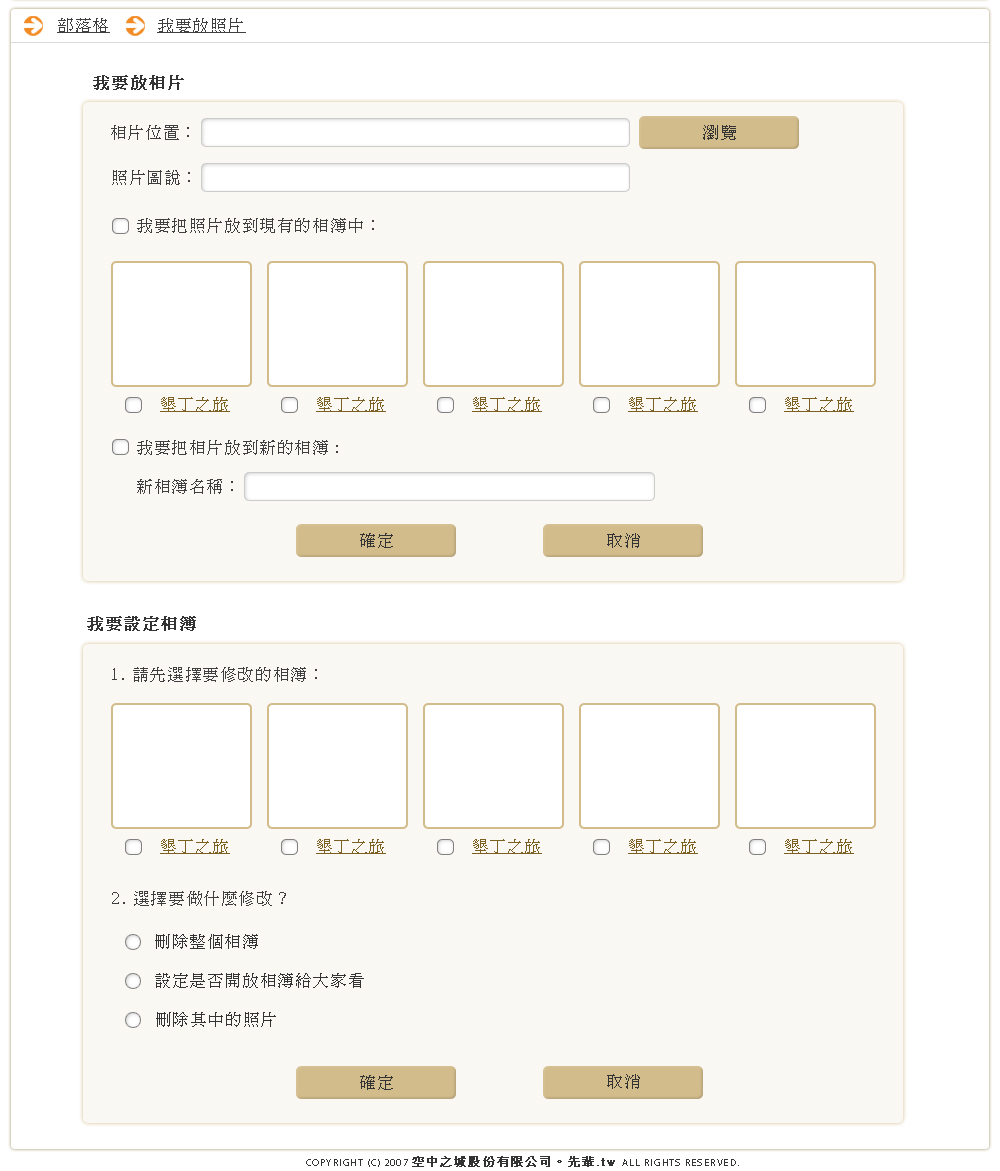 部落格 我要放照片
我要放相片
相片位置： 瀏覽
照片圖說：
我要把照片放到現有的相簿中：
墾丁之旅 墾丁之旅 墾丁之旅 墾丁之旅 墾丁之旅
我要把相片放到新的相簿：
新相簿名稱：
確定 取消
我要設定相簿
1. 請先選擇要修改的相簿：
墾丁之旅 墾丁之旅 墾丁之旅 墾丁之旅 墾丁之旅
2. 選擇要做什麼修改？
刪除整個相簿
設定是否開放相簿給大家看
刪除其中的照片
確定 取消
COPYRIGHT (C) 2007 空中之城股份有限公司。先輩.tw ALL RIGHTS RESERVED.